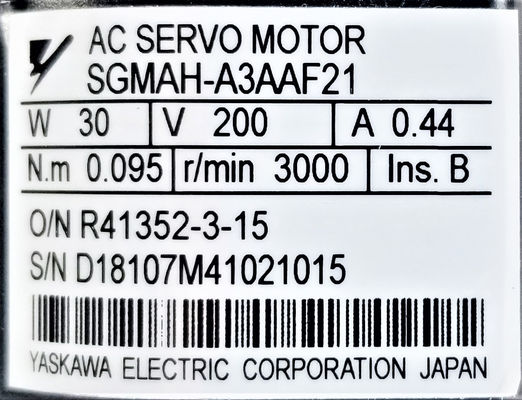 AC SERVO MOTOR
SGMAH-A3AAF21
W 30 V 200 A 0.44
N.m 0.095 r/min 3000 Ins. B
O/N R41352-3-15
S/N D18107M41021015
YASKAWA ELECTRIC CORPORATION JAPAN